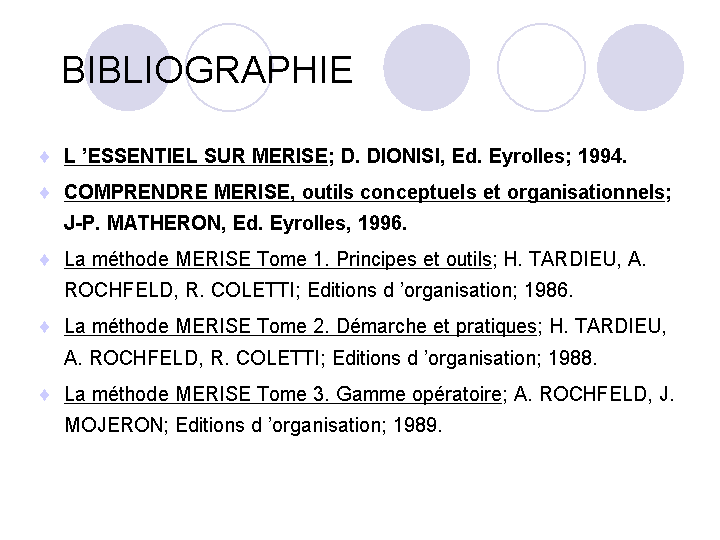 BIBLIOGRAPHIE
L ’ESSENTIEL SUR MERISE; D. DIONISI, Ed. Eyrolles; 1994.
COMPRENDRE MERISE, outils conceptuels et organisationnels;
J-P. MATHERON, Ed. Eyrolles, 1996.
La méthode MERISE Tome 1. Principes et outils; H. TARDIEU, A.
ROCHFELD, R. COLETTI; Editions d ’organisation; 1986.
La méthode MERISE Tome 2. Démarche et pratiques; H. TARDIEU,
A. ROCHFELD, R. COLETTI; Editions d ’organisation; 1988.
La méthode MERISE Tome 3. Gamme opératoire; A. ROCHFELD, J.
MOJERON; Editions d ’organisation; 1989.